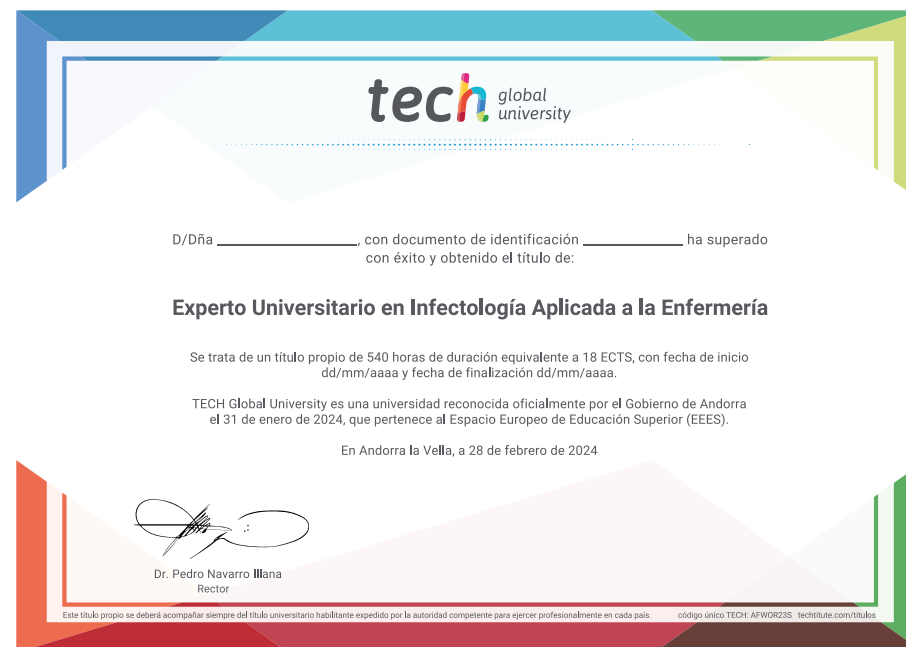 tech global university
D/Dña ____________, con documento de identificación ____________ ha superado
con éxito y obtenido el título de:
Experto Universitario en Infectología Aplicada a la Enfermería
Se trata de un título propio de 540 horas de duración equivalente a 18 ECTS, con fecha de inicio
dd/mm/aaaa y fecha de finalización dd/mm/aaaa.
TECH Global University es una universidad reconocida oficialmente por el Gobierno de Andorra
el 31 de enero de 2024, que pertenece al Espacio Europeo de Educación Superior (EEES).
En Andorra la Vella, a 28 de febrero de 2024
Dr. Pedro Navarro Illana
Rector
Este título propio se deberá acompañar siempre del título universitario habilitante expedido por la autoridad competente para ejercer profesionalmente en cada país. código único TECH: AFWOR23S techtitute.com/titulos